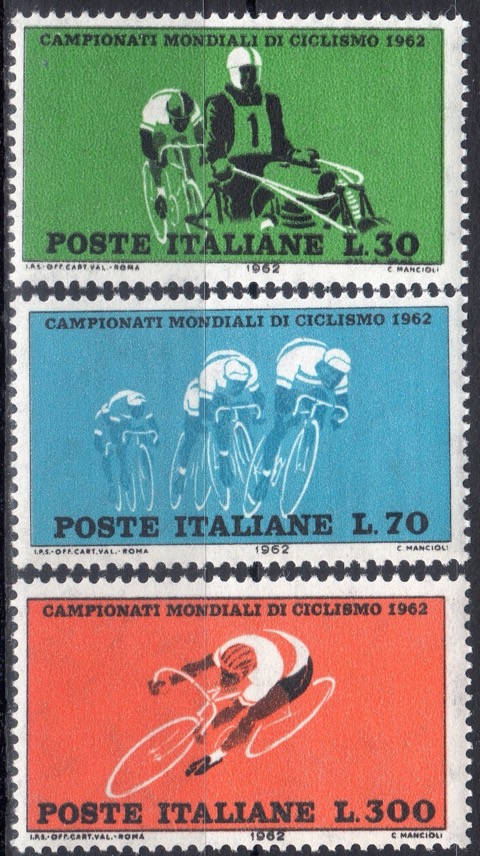 CAMPIONATI MONDIALI DI CICLISMO 1962
1
POSTE ITALIANE L.30
I.P.S.-OFF.CART.VAL.-ROMA 1962 C. MANCIOLI
CAMPIONATI MONDIALI DI CICLISMO 1962
POSTE ITALIANE L.70
I.P.S.-OFF.CART.VAL.-ROMA 1962 C. MANCIOLI
CAMPIONATI MONDIALI DI CICLISMO 1962
POSTE ITALIANE L.300
I.P.S.-OFF.CART.VAL.-ROMA 1962 C. MANCIOLI